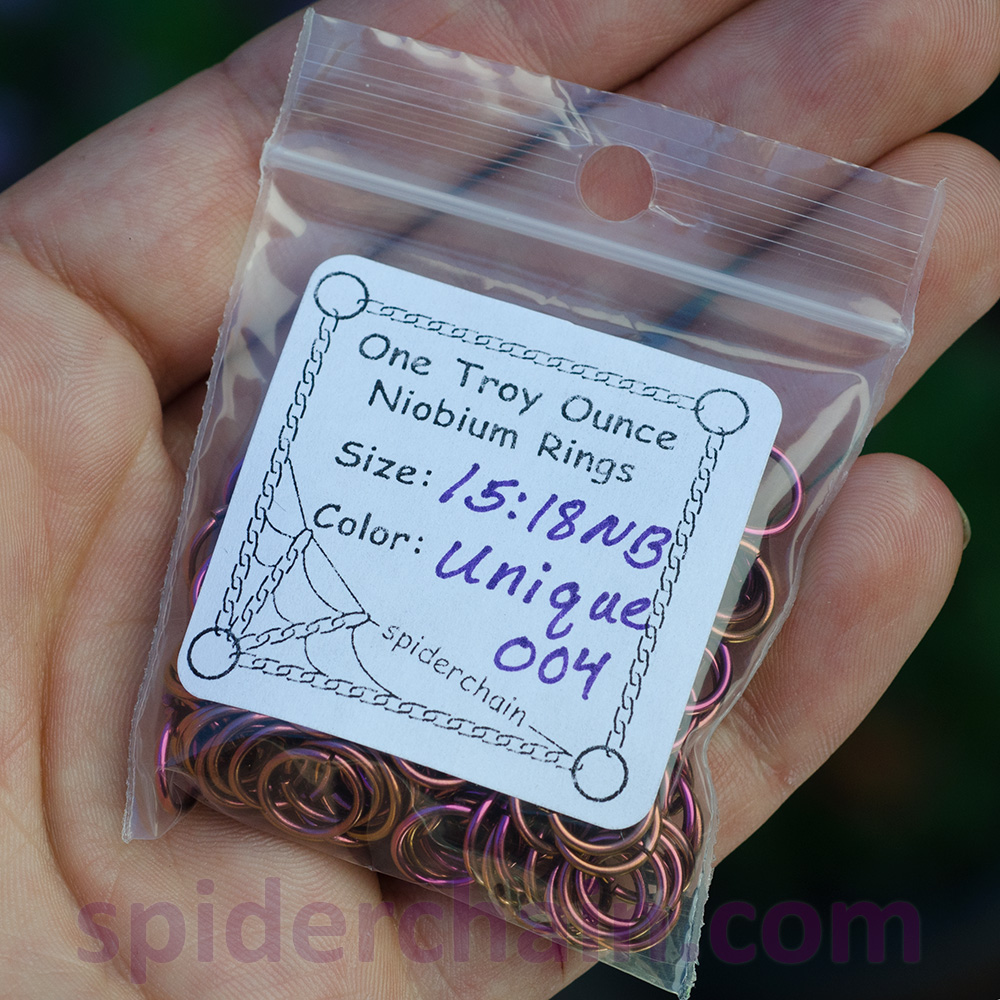 One Troy Ounce
Niobium Rings
Size: 15:18NB
Color: Unique
004
spiderchain
spiderchain.com